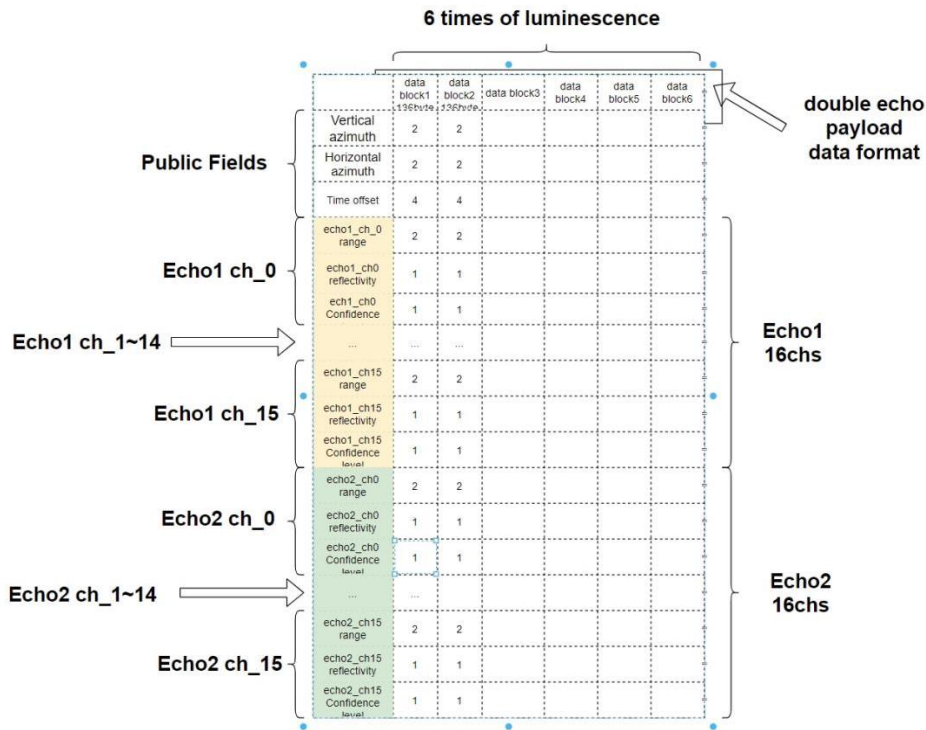 6 times of luminescence
data
block1
136byte
data
block2
136byte
data block3
data
block4
data
block5
data
block6
double echo
payload
data format
Public Fields
Vertical
azimuth
2
2
Horizontal
azimuth
2
2
Time offset
4
4
Echo1 ch_0
echo1_ch_0
range
2
2
echo1_ch0
reflectivity
1
1
ech1_ch0
Confidence
1
1
Echo1 ch_1~14
...
...
...
Echo1
16chs
Echo1 ch_15
echo1_ch15
range
2
2
echo1_ch15
reflectivity
1
1
echo1_ch15
Confidence
level
1
1
Echo2 ch_0
echo2_ch0
range
2
2
echo2_ch0
reflectivity
1
1
echo2_ch0
Confidence
level
1
1
Echo2 ch_1~14
...
...
Echo2
16chs
Echo2 ch_15
echo2_ch15
range
2
2
echo2_ch15
reflectivity
1
1
echo2_ch15
Confidence
level
1
1